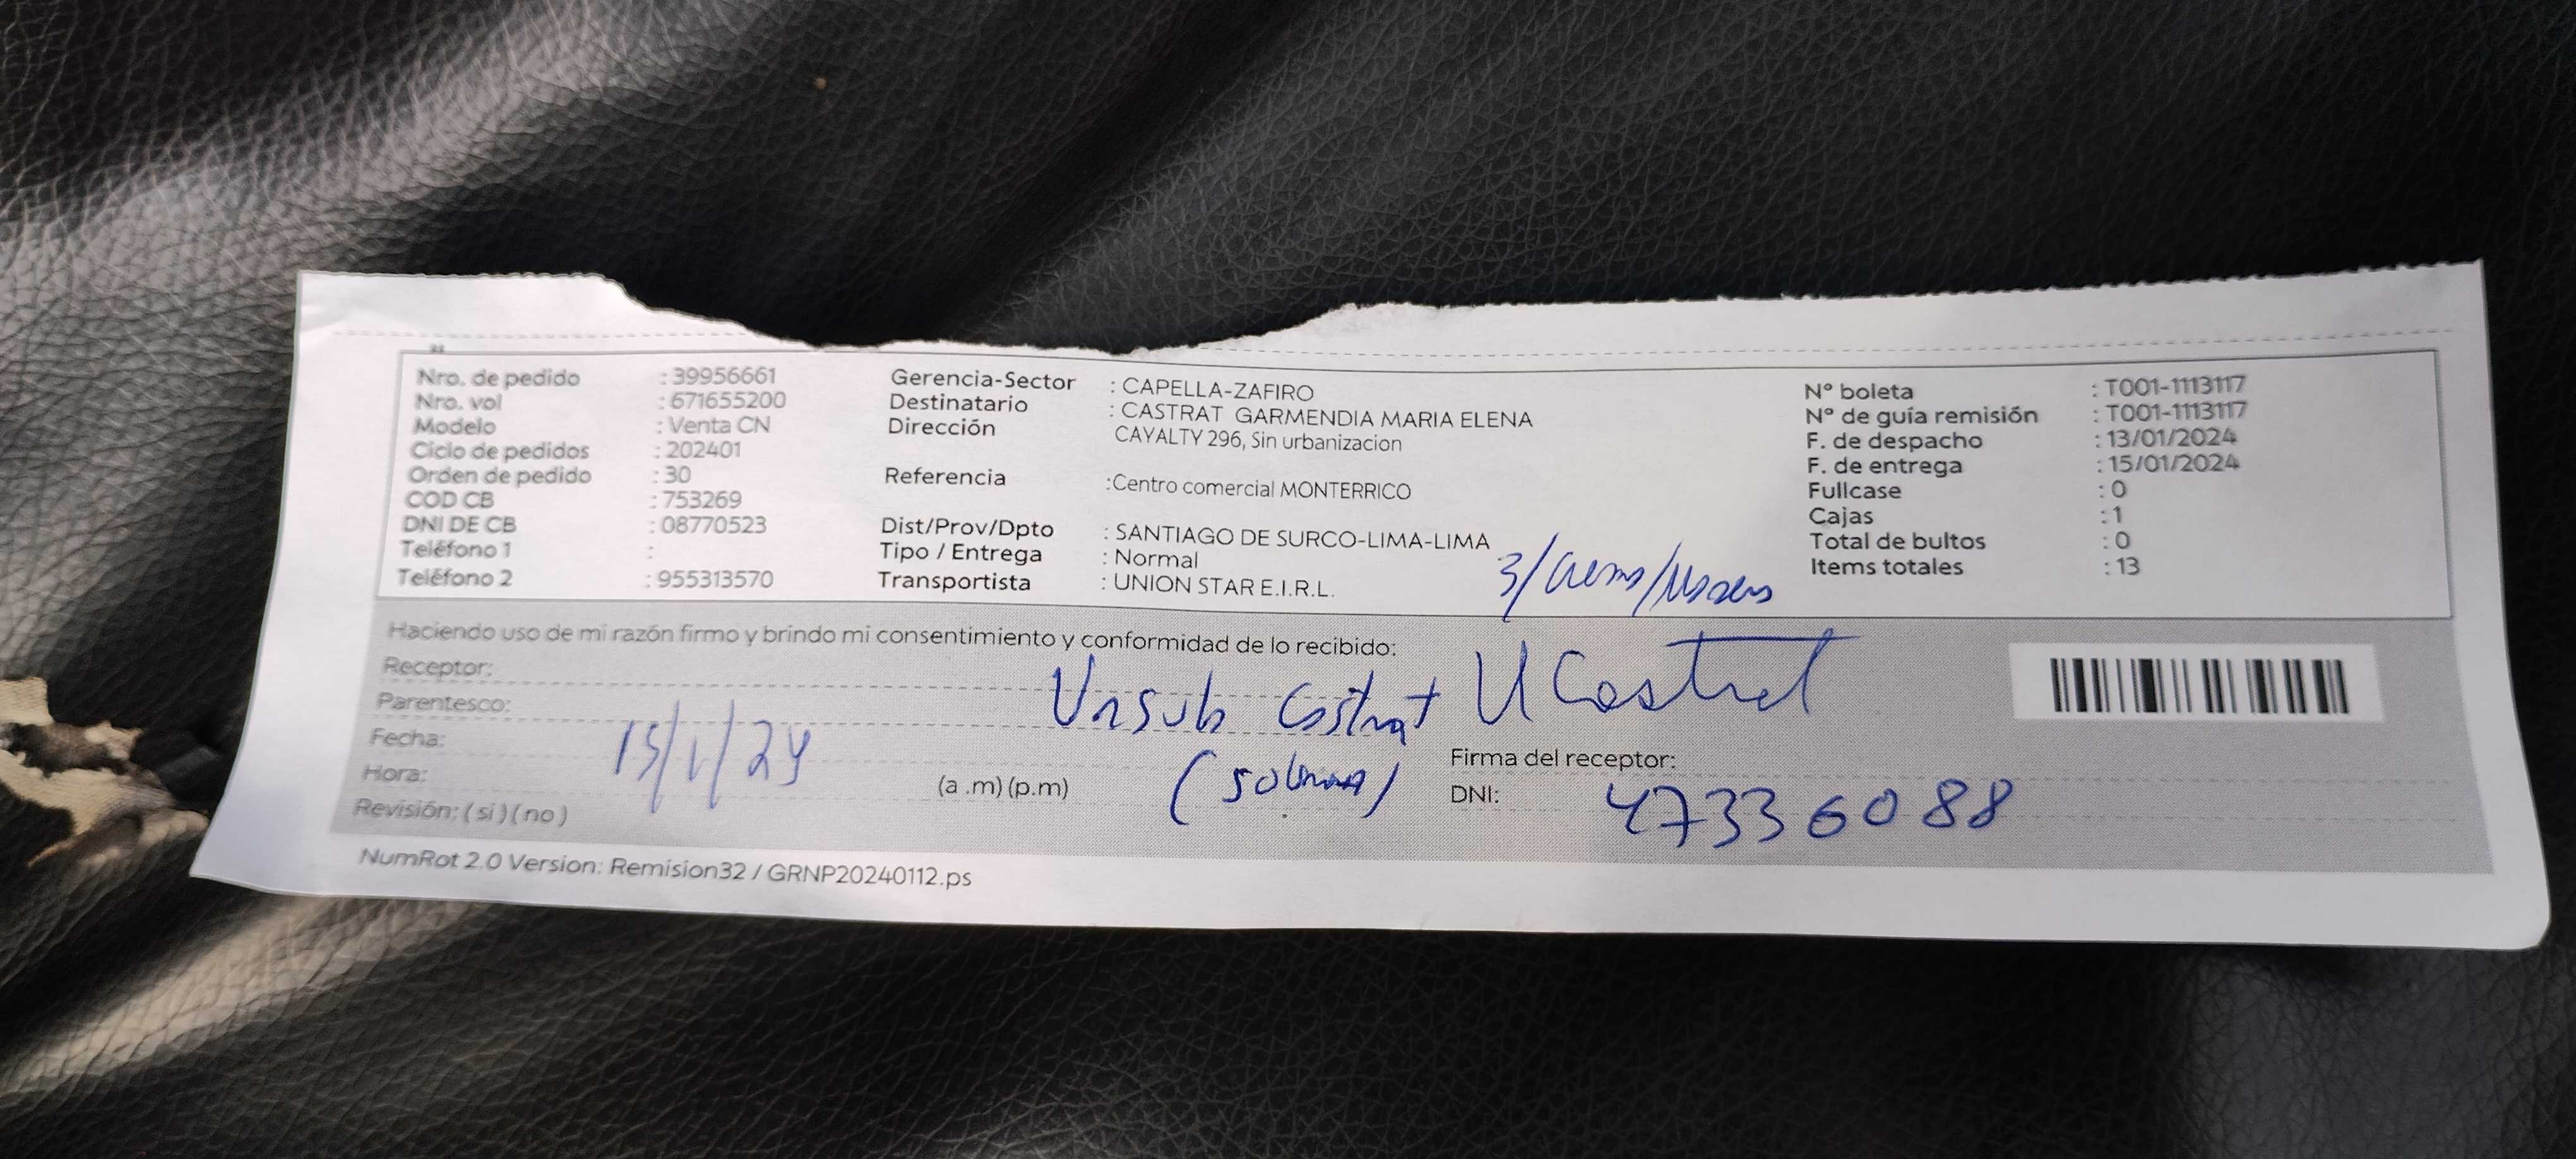 Nro. de pedido : 39956661
Nro. vol : 671655200
Modelo : Venta CN
Ciclo de pedidos : 202401
Orden de pedido : 30
COD CB : 753269
DNI DE CB : 08770523
Teléfono 1 :
Teléfono 2 : 955313570
Gerencia-Sector : CAPELLA-ZAFIRO
Destinatario : CASTRAT GARMENDIA MARIA ELENA
Dirección CAYALTY 296, Sin urbanizacion
Referencia :Centro comercial MONTERRICO
Dist/Prov/Dpto : SANTIAGO DE SURCO-LIMA-LIMA
Tipo / Entrega : Normal
Transportista : UNION STAR E.I.R.L.
N° boleta : T001-1113117
N° de guía remisión : T001-1113117
F. de despacho : 13/01/2024
F. de entrega : 15/01/2024
Fullcase : 0
Cajas : 1
Total de bultos : 0
Items totales : 13
3/
Haciendo uso de mi razón firmo y brindo mi consentimiento y conformidad de lo recibido:
Receptor:
Parentesco:
Castrat U Castrat
Fecha: 15/1/24
Hora: (a .m) (p.m)
Revisión: ( si ) ( no )
Firma del receptor:
DNI: 47336088
NumRot 2.0 Version: Remision32 / GRNP20240112.ps